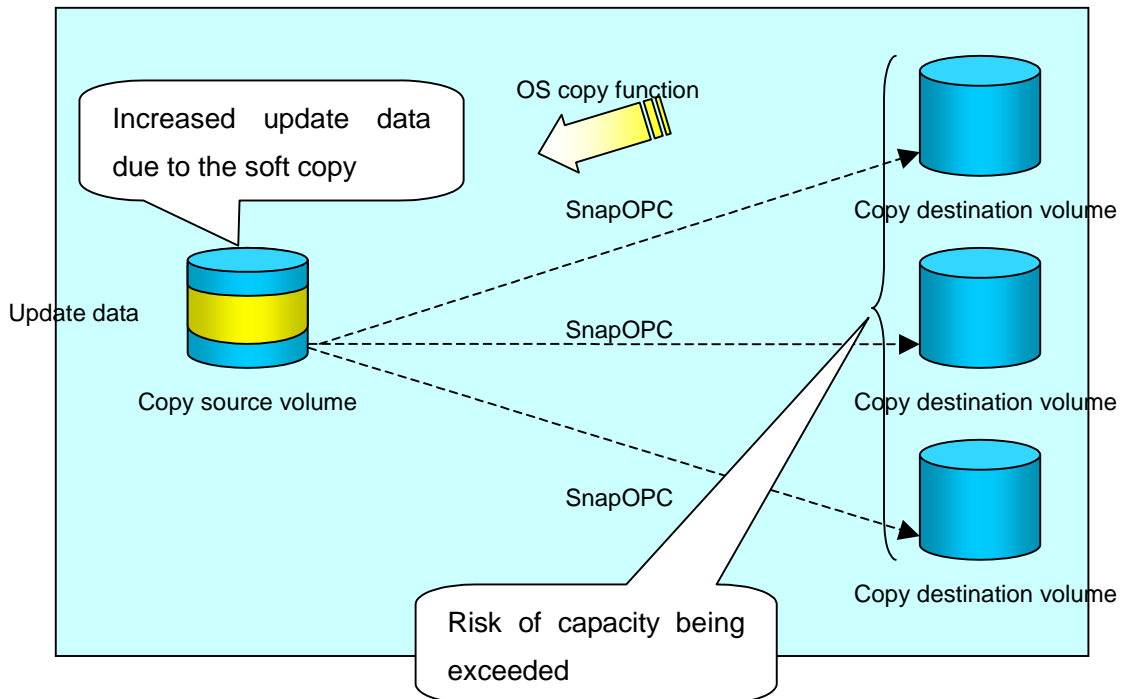 OS copy function
Increased update data
due to the soft copy
SnapOPC
Copy destination volume
Update data
SnapOPC
Copy source volume
Copy destination volume
SnapOPC
Copy destination volume
Risk of capacity being
exceeded